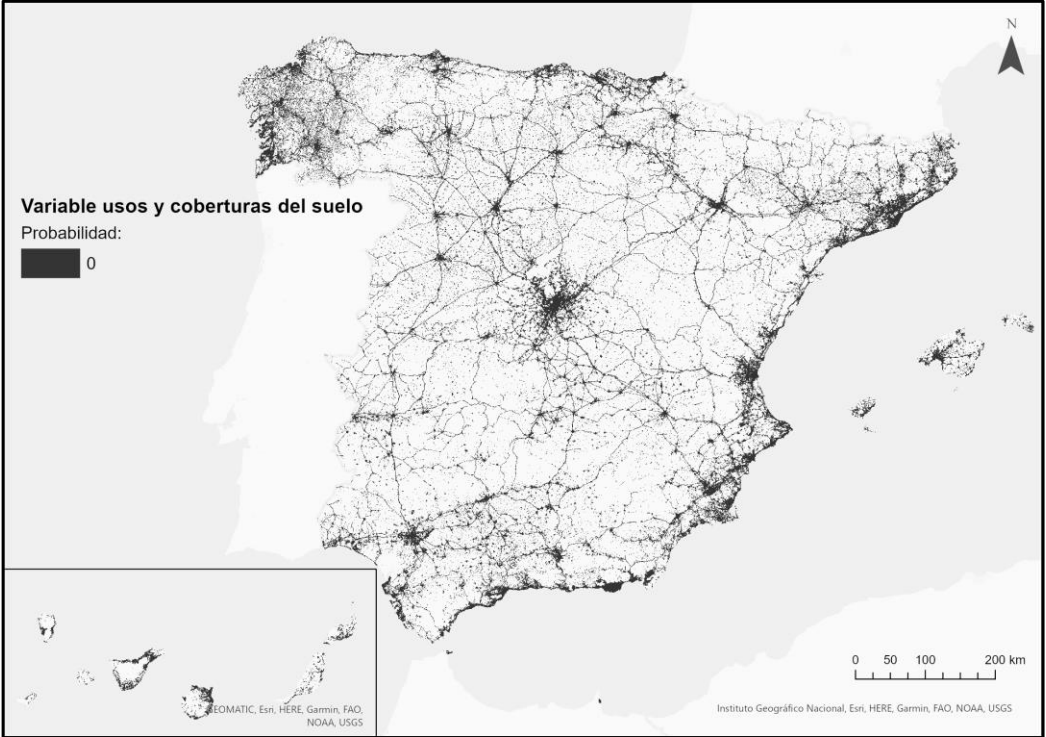 N
Variable usos y coberturas del suelo
Probabilidad:
0
0 50 100 200 km
EOMATIC, Esri, HERE, Garmin, FAO,
NOAA, USGS
Instituto Geográfico Nacional, Esri, HERE, Garmin, FAO, NOAA, USGS